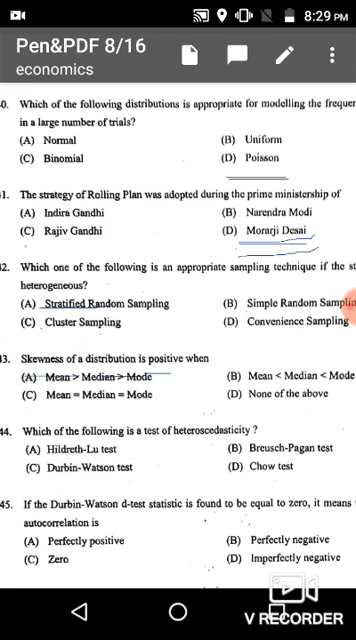 8:29 PM
Pen&PDF 8/16
economics
0. Which of the following distributions is appropriate for modelling the frequen
in a large number of trials?
(A) Normal (B) Uniform
(C) Binomial (D) Poisson
41. The strategy of Rolling Plan was adopted during the prime ministership of
(A) Indira Gandhi (B) Narendra Modi
(C) Rajiv Gandhi (D) Morarji Desai
42. Which one of the following is an appropriate sampling technique if the st
heterogeneous?
(A) Stratified Random Sampling (B) Simple Random Sampling
(C) Cluster Sampling (D) Convenience Sampling
43. Skewness of a distribution is positive when
(A) Mean > Median > Mode (B) Mean < Median < Mode
(C) Mean = Median = Mode (D) None of the above
44. Which of the following is a test of heteroscedasticity ?
(A) Hildreth-Lu test (B) Breusch-Pagan test
(C) Durbin-Watson test (D) Chow test
45. If the Durbin-Watson d-test statistic is found to be equal to zero, it means
autocorrelation is
(A) Perfectly positive (B) Perfectly negative
(C) Zero (D) Imperfectly negative
V RECORDER